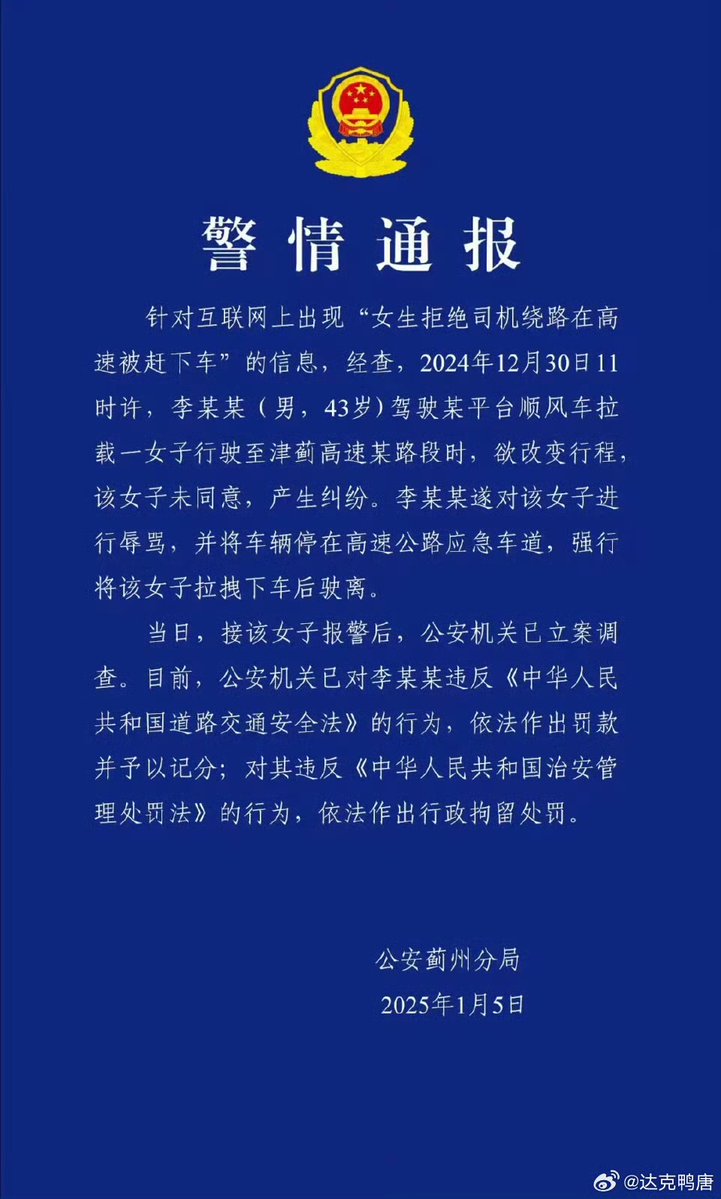 警情通报
针对互联网上出现“女生拒绝司机绕路在高
速被赶下车”的信息，经查，2024年12月30日11
时许，李某某（男，43岁)驾驶某平台顺风车拉
载一女子行驶至津蓟高速某路段时，欲改变行程，
该女子未同意，产生纠纷。李某某遂对该女子进
行辱骂，并将车辆停在高速公路应急车道，强行
将该女子拉拽下车后驶离。
当日，接该女子报警后，公安机关已立案调
查。目前，公安机关已对李某某违反《中华人民
共和国道路交通安全法》的行为，依法作出罚款
并予以记分；对其违反《中华人民共和国治安管
理处罚法》的行为，依法作出行政拘留处罚。
公安蓟州分局
2025年1月5日
@达克鸭唐